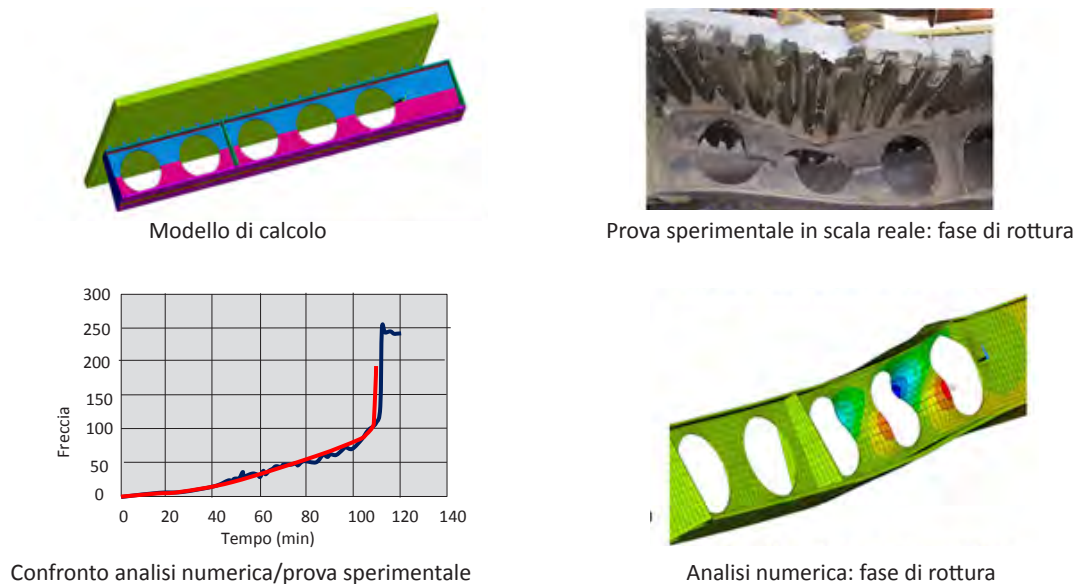 Modello di calcolo
Prova sperimentale in scala reale: fase di rottura
300
250
200
150
100
50
0
Freccia
0 20 40 60 80 100 120 140
Tempo (min)
Confronto analisi numerica/prova sperimentale
Analisi numerica: fase di rottura